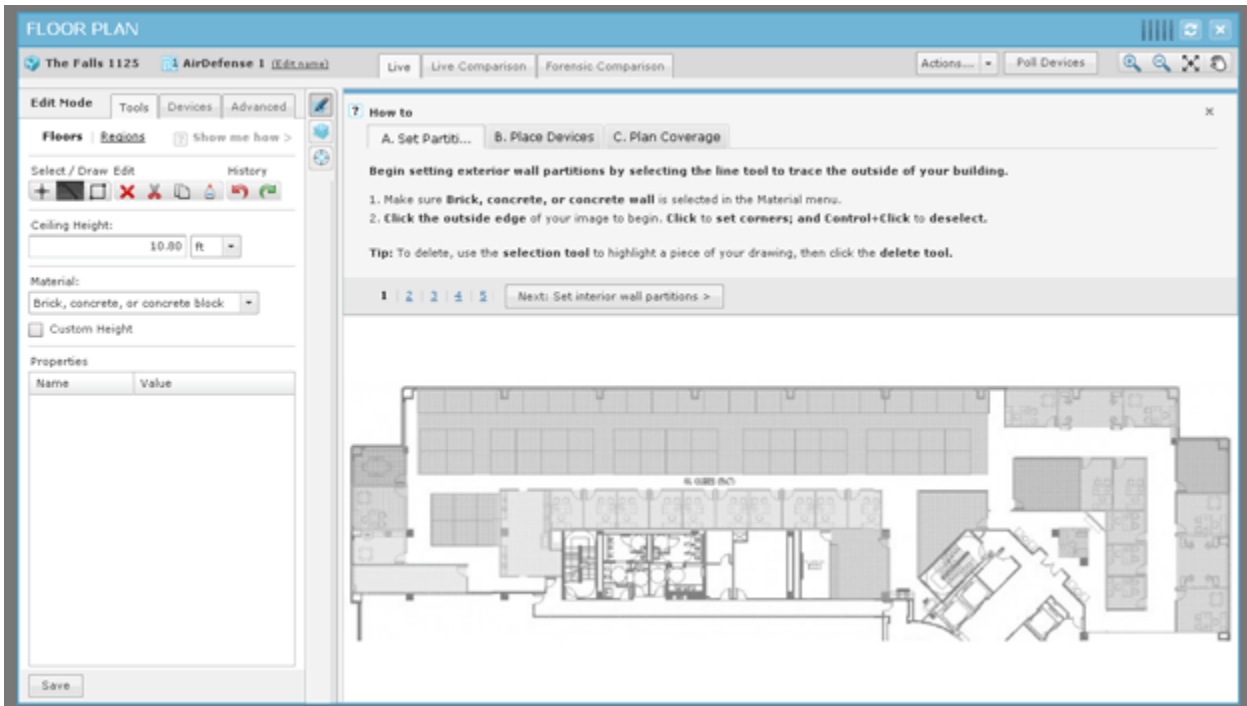 FLOOR PLAN
The Falls 1125 AirDefense 1 (Edit name) Live Live Comparison Forensic Comparison Actions... Poll Devices
Edit Mode Tools Devices Advanced
Floors | Regions ? Show me how >
Select / Draw Edit History
Ceiling Height:
10.80 ft
Material:
Brick, concrete, or concrete block
Custom Height
Properties
Name Value
Save
? How to
A. Set Partiti... B. Place Devices C. Plan Coverage
Begin setting exterior wall partitions by selecting the line tool to trace the outside of your building.
1. Make sure Brick, concrete, or concrete wall is selected in the Material menu.
2. Click the outside edge of your image to begin. Click to set corners; and Control+Click to deselect.
Tip: To delete, use the selection tool to highlight a piece of your drawing, then click the delete tool.
1 | 2 | 3 | 4 | 5 Next: Set interior wall partitions >